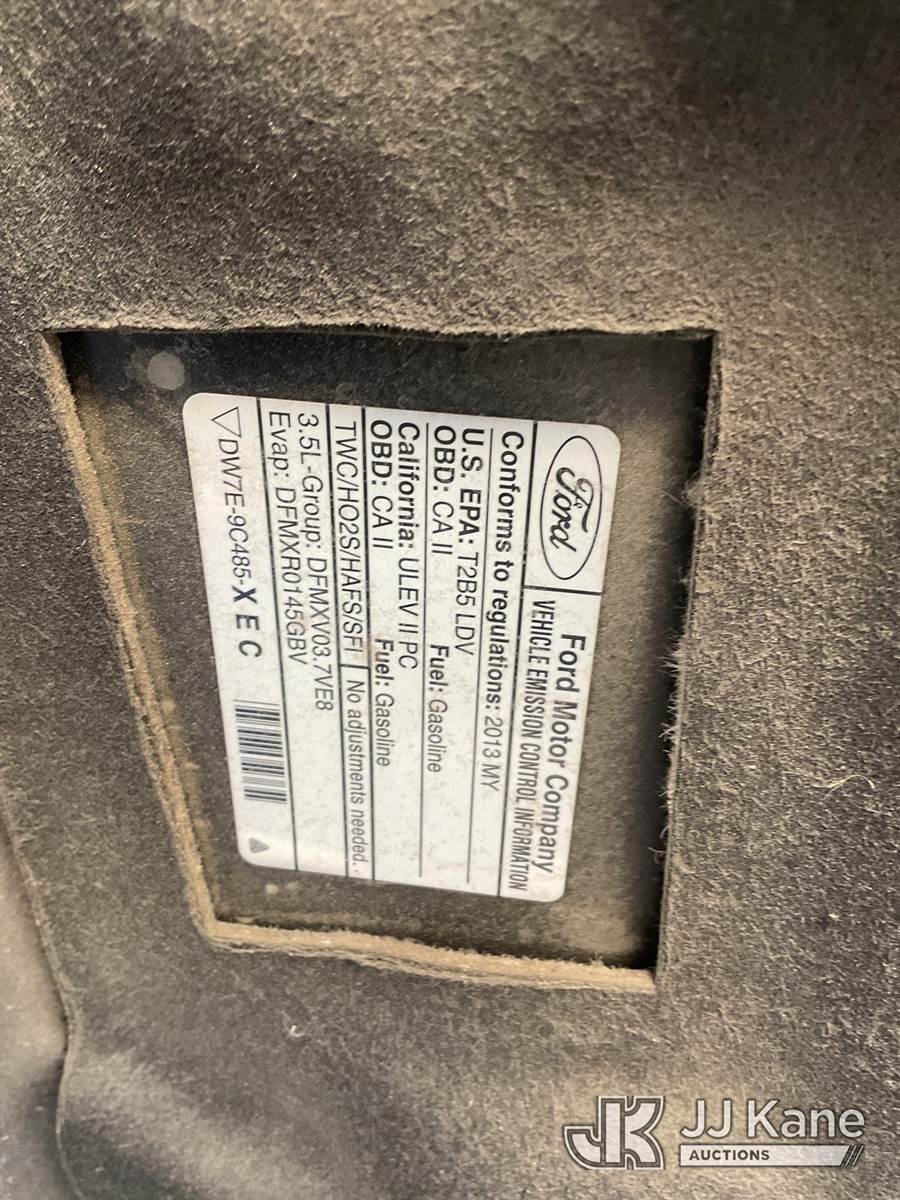 Ford
Ford Motor Company
VEHICLE EMISSION CONTROL INFORMATION
Conforms to regulations: 2013 MY
U.S. EPA: T2B5 LDV
OBD: CA II Fuel: Gasoline
California: ULEV II PC
OBD: CA II Fuel: Gasoline
TWC/HO2S/HAFS/SFI No adjustments needed.
3.5L-Group: DFMXV03.7VE8
Evap: DFMXR0145GBV
DW7E-9C485-X E C
JK JJ Kane
AUCTIONS